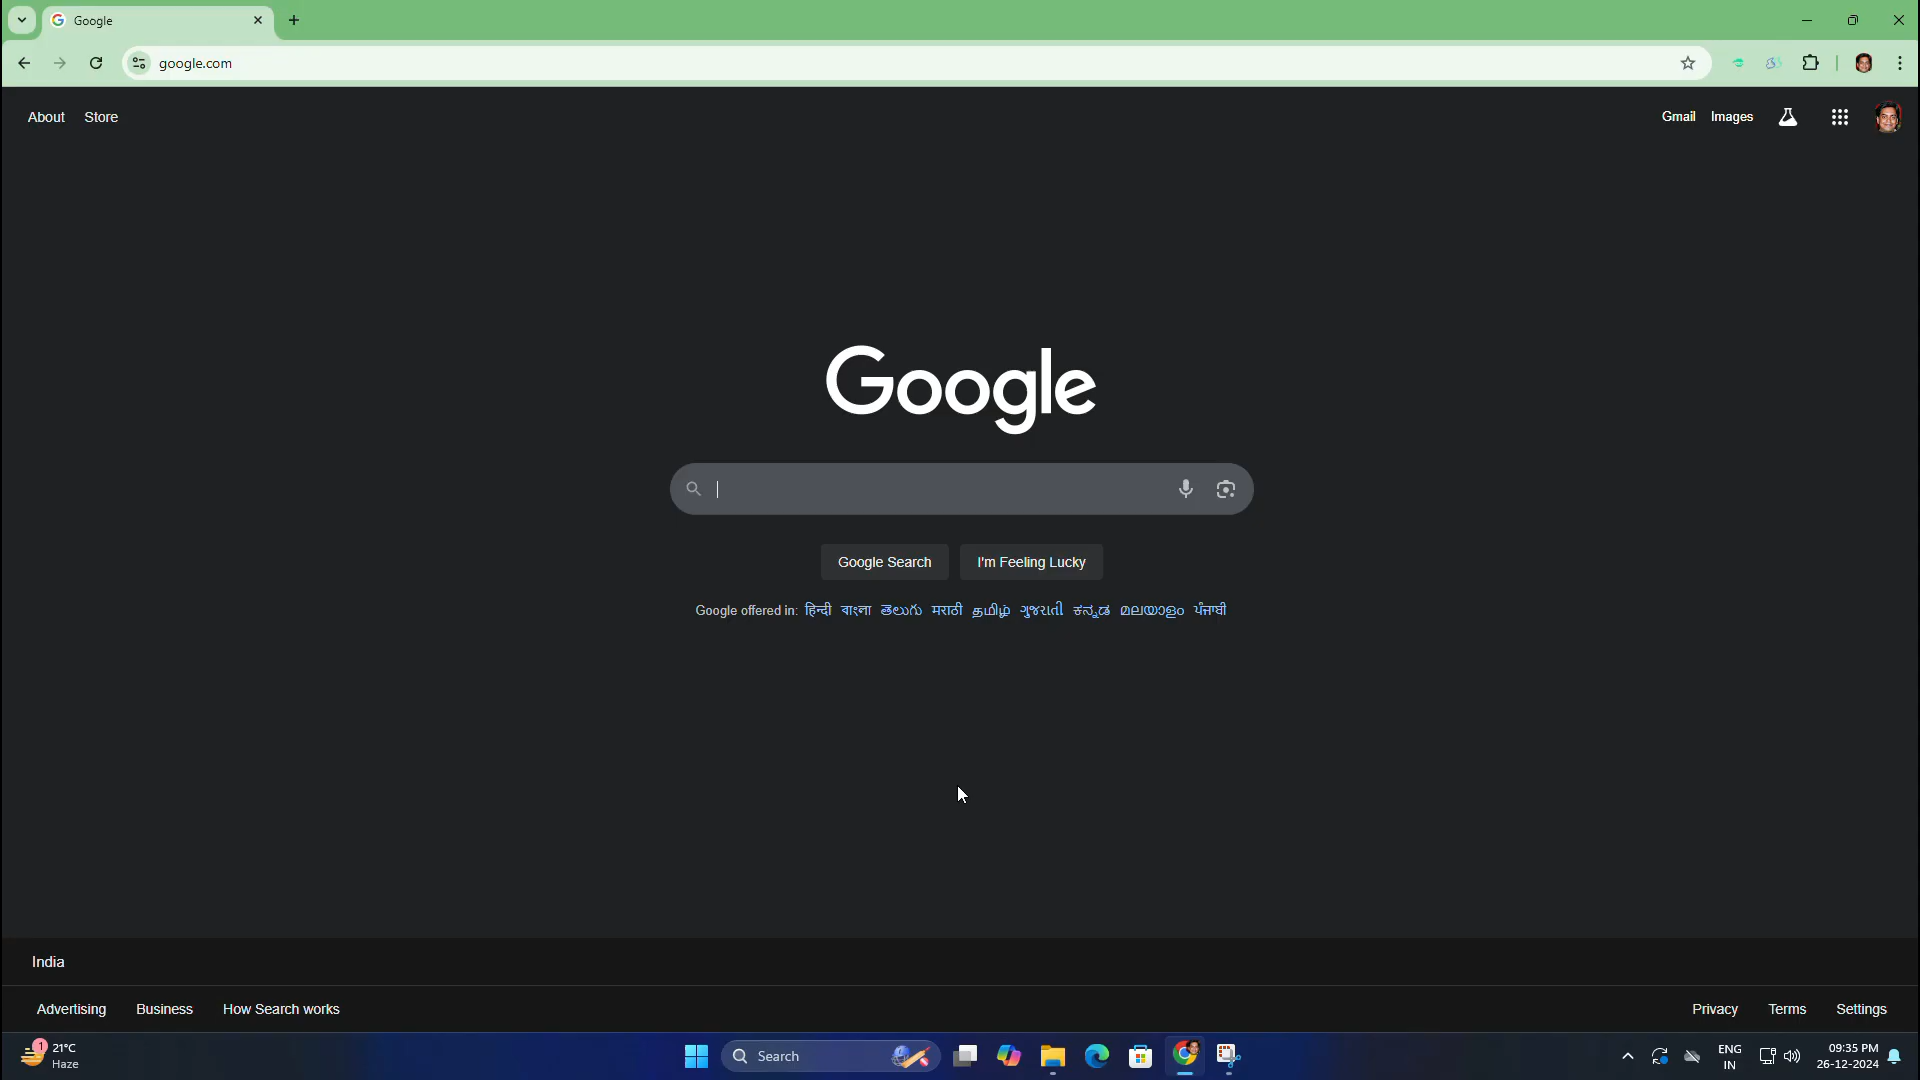 Google
google.com
About Store
Gmail Images
Google
Google Search I'm Feeling Lucky
Google offered in: हिन्दी বাংলা తెలుగు मराठी தமிழ் ગુજરાતી ಕನ್ನಡ മലയാളം ਪੰਜਾਬੀ
India
Advertising Business How Search works
Privacy Terms Settings
1
21°C
Haze
Search
ENG
IN
09:35 PM
26-12-2024